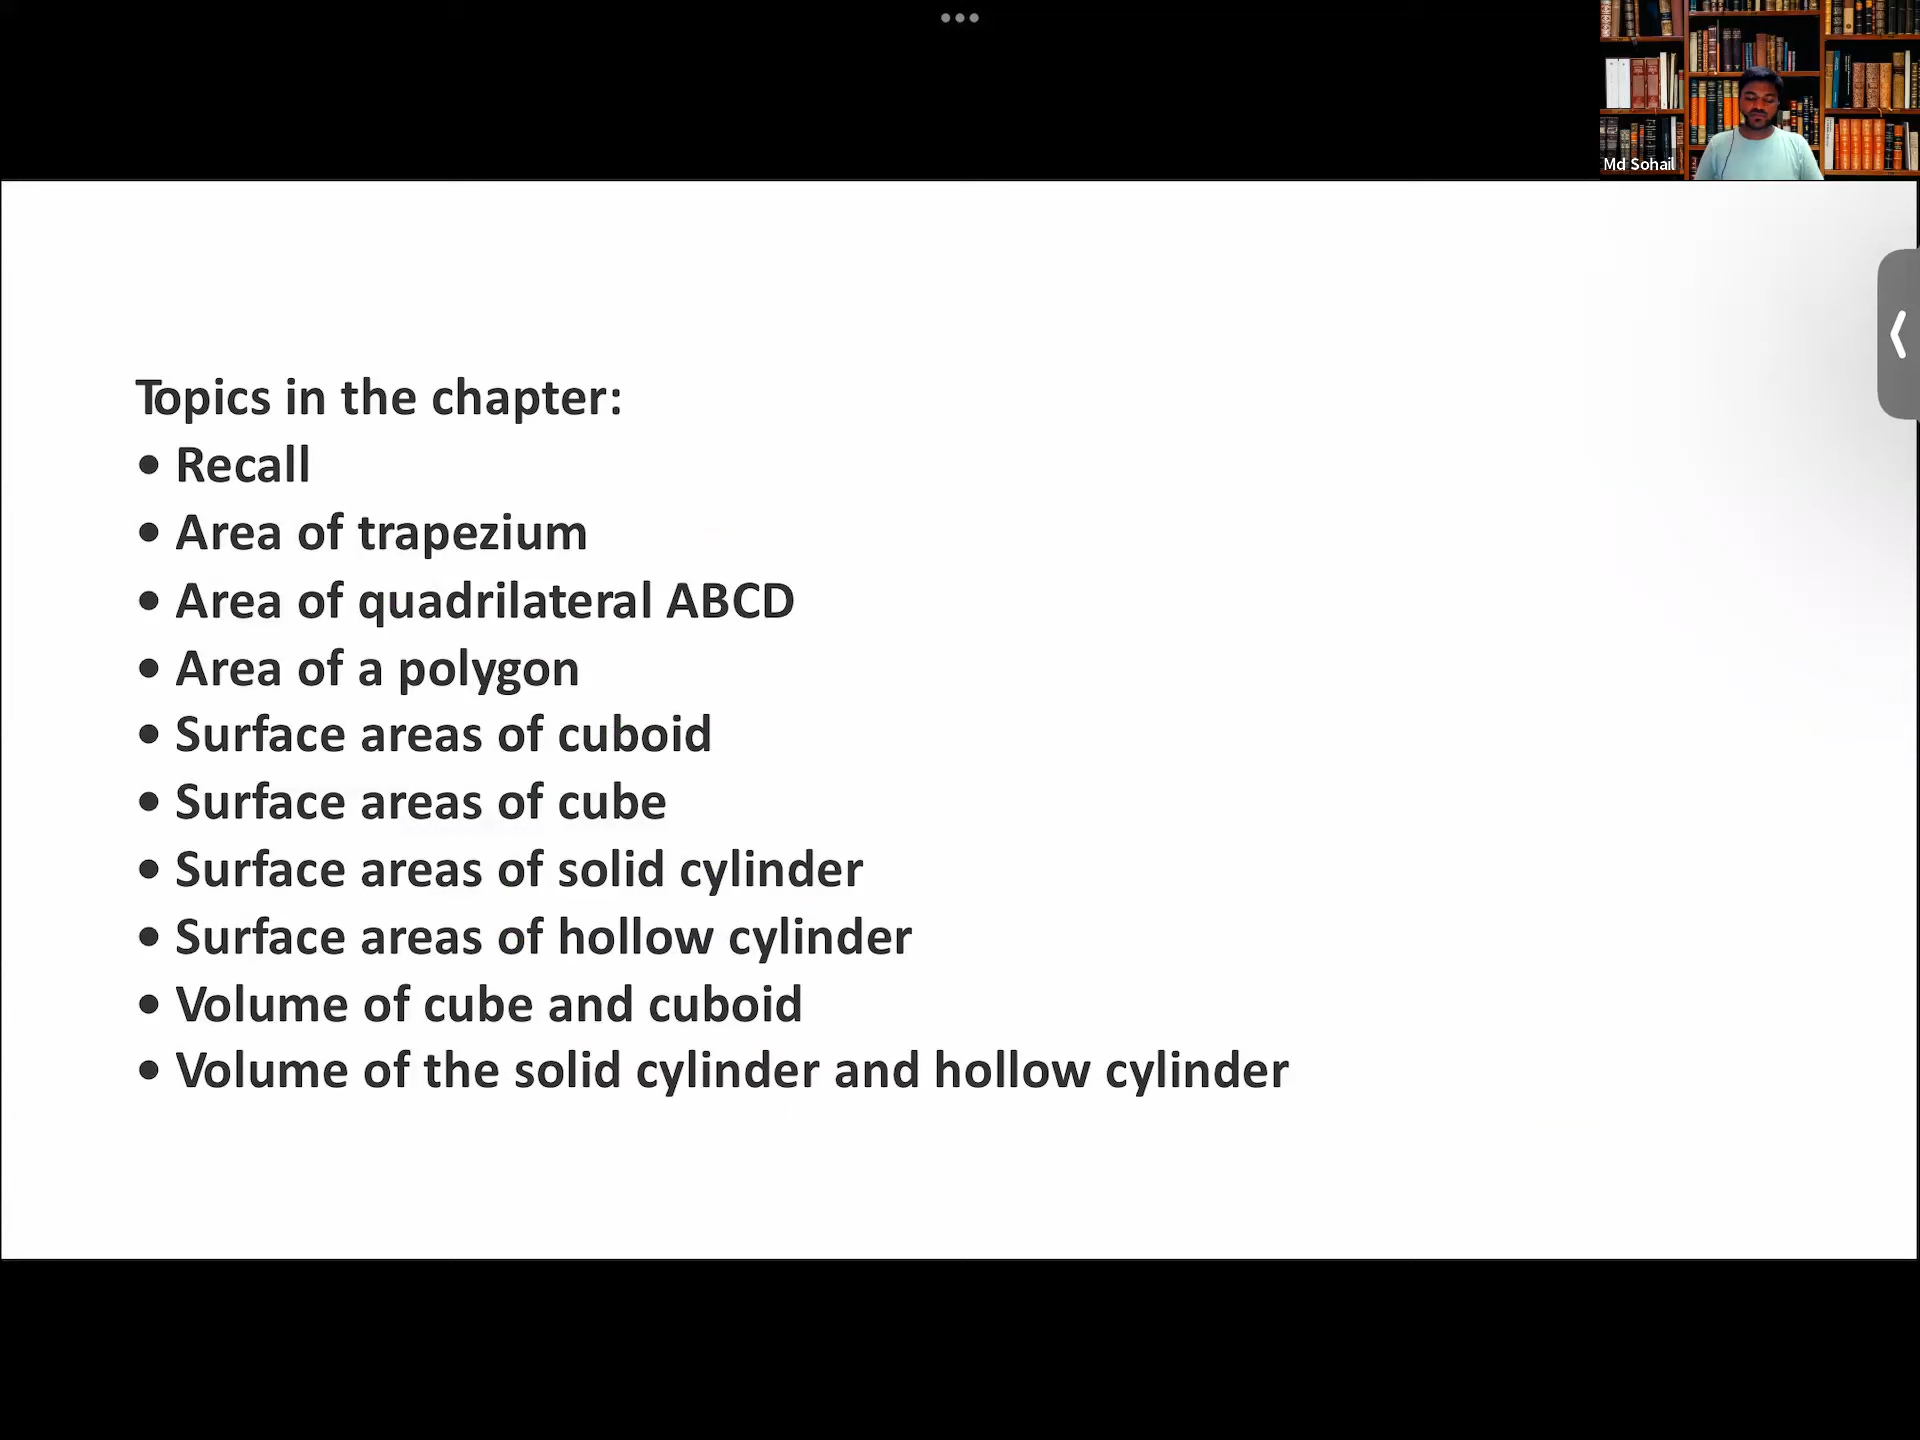 Md Sohail
Topics in the chapter:
• Recall
• Area of trapezium
• Area of quadrilateral ABCD
• Area of a polygon
• Surface areas of cuboid
• Surface areas of cube
• Surface areas of solid cylinder
• Surface areas of hollow cylinder
• Volume of cube and cuboid
• Volume of the solid cylinder and hollow cylinder